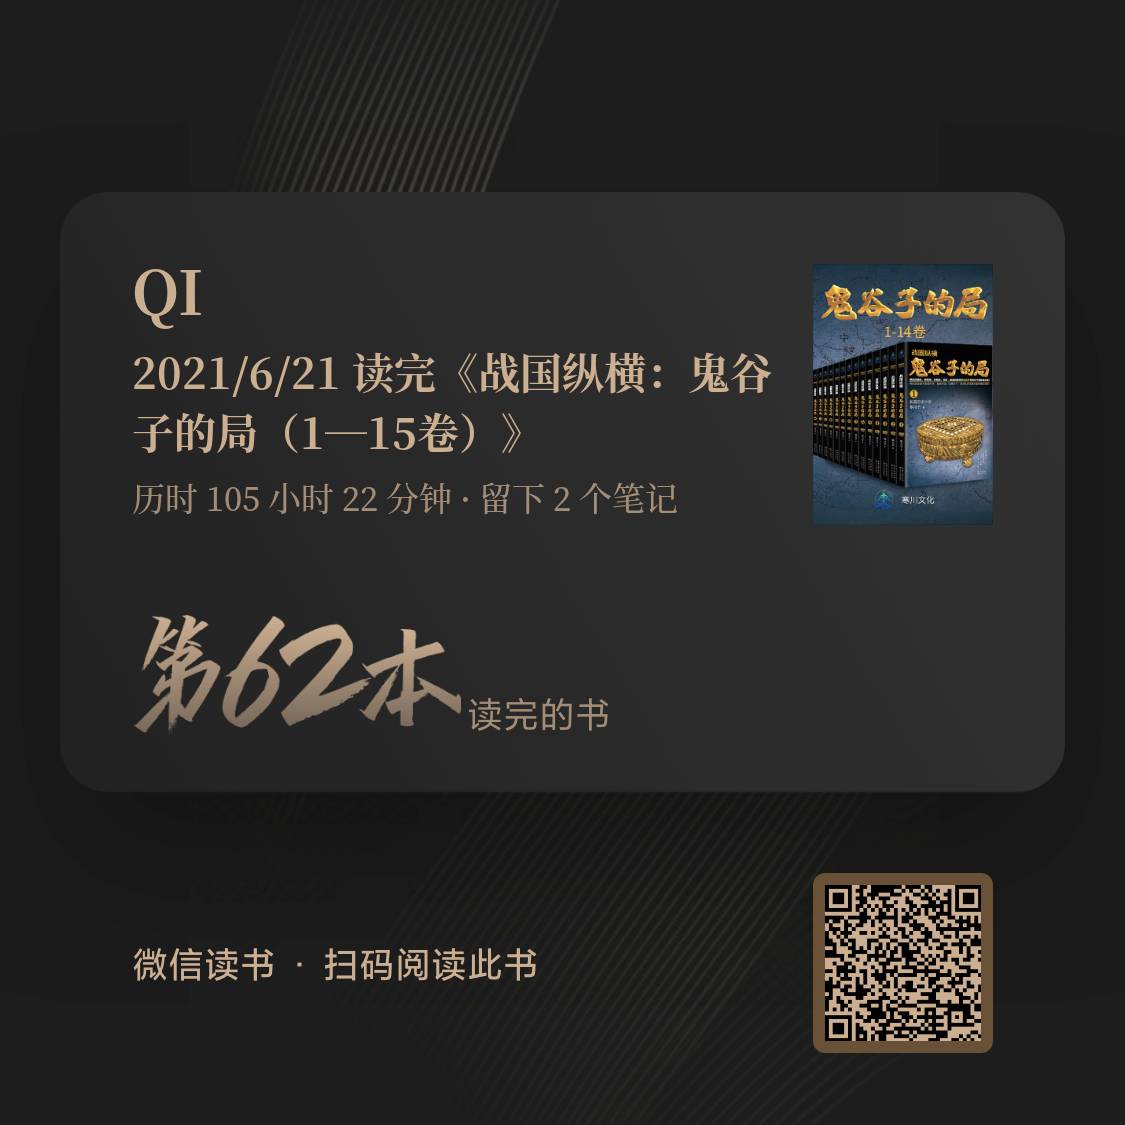 QI
2021/6/21 读完《战国纵横：鬼谷
子的局（1—15卷）》
历时 105 小时 22 分钟 · 留下 2 个笔记
鬼谷子的局
1-14卷
战国纵横
鬼谷子的局
1
寒川文化
第62本
读完的书
微信读书 · 扫码阅读此书